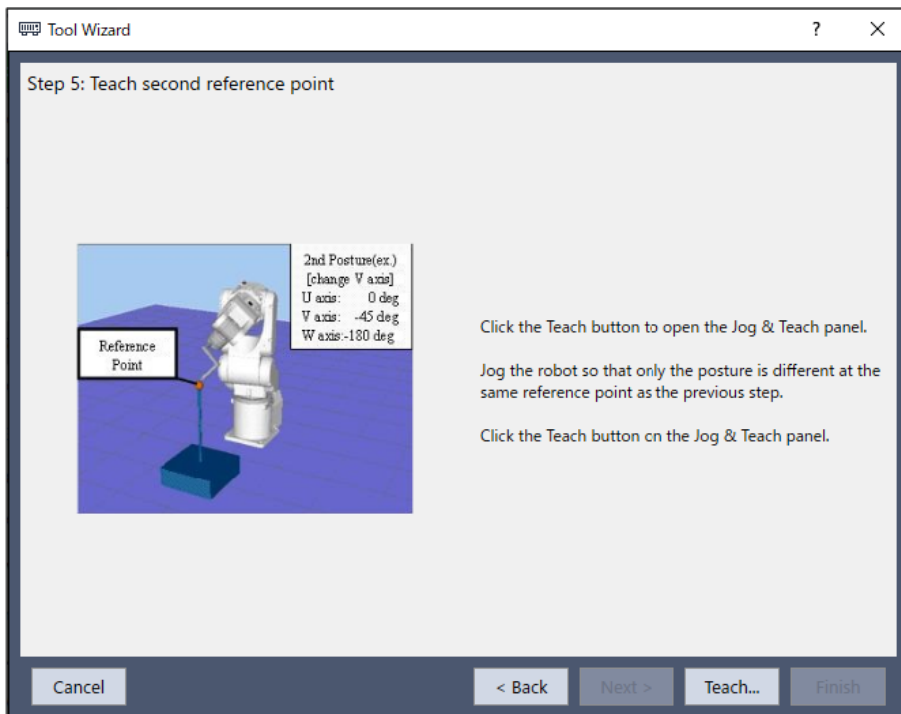 Tool Wizard
?
Step 5: Teach second reference point
2nd Posture(ex.)
[change V axis]
U axis: 0 deg
V axis: -45 deg
W axis:-180 deg
Reference
Point
Click the Teach button to open the Jog & Teach panel.
Jog the robot so that only the posture is different at the
same reference point as the previous step.
Click the Teach button on the Jog & Teach panel.
Cancel
< Back
Next >
Teach...
Finish